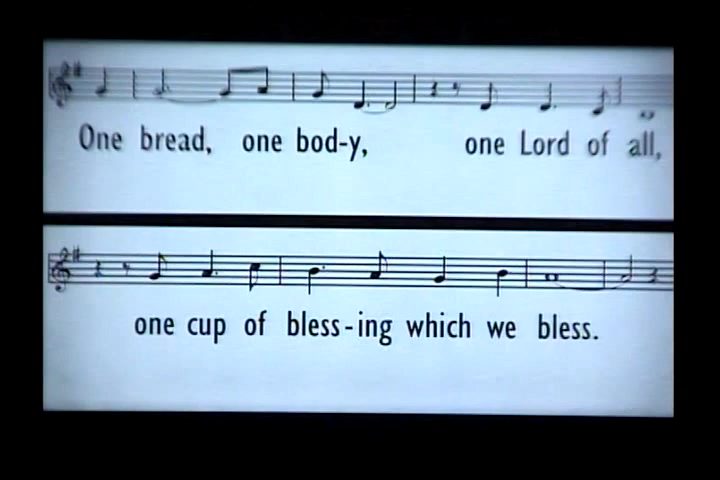 One bread, one bod-y, one Lord of all,
one cup of bless-ing which we bless.